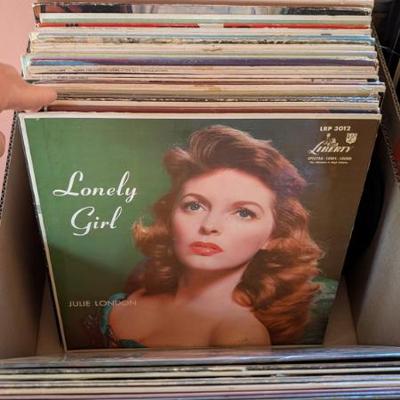 LRP 3012
LIBERTY
Lonely
Girl
JULIE LONDON